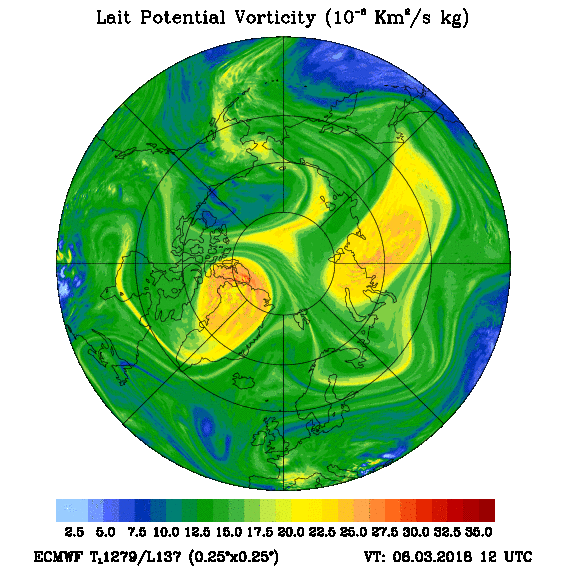 Lait Potential Vorticity (10⁻⁸ Km²/s kg)
2.5 5.0 7.5 10.0 12.5 15.0 17.5 20.0 22.5 25.0 27.5 30.0 32.5 35.0
ECMWF T_L1279/L137 (0.25°x0.25°) VT: 06.03.2018 12 UTC